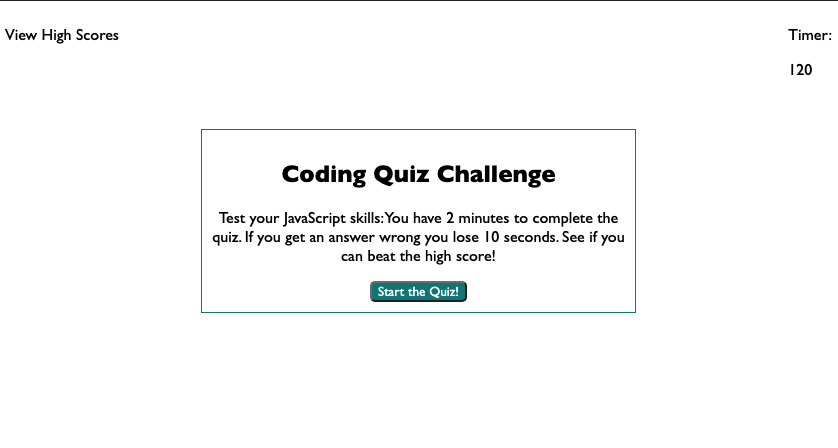 View High Scores
Timer:
120
Coding Quiz Challenge
Test your JavaScript skills:You have 2 minutes to complete the
quiz. If you get an answer wrong you lose 10 seconds. See if you
can beat the high score!
Start the Quiz!